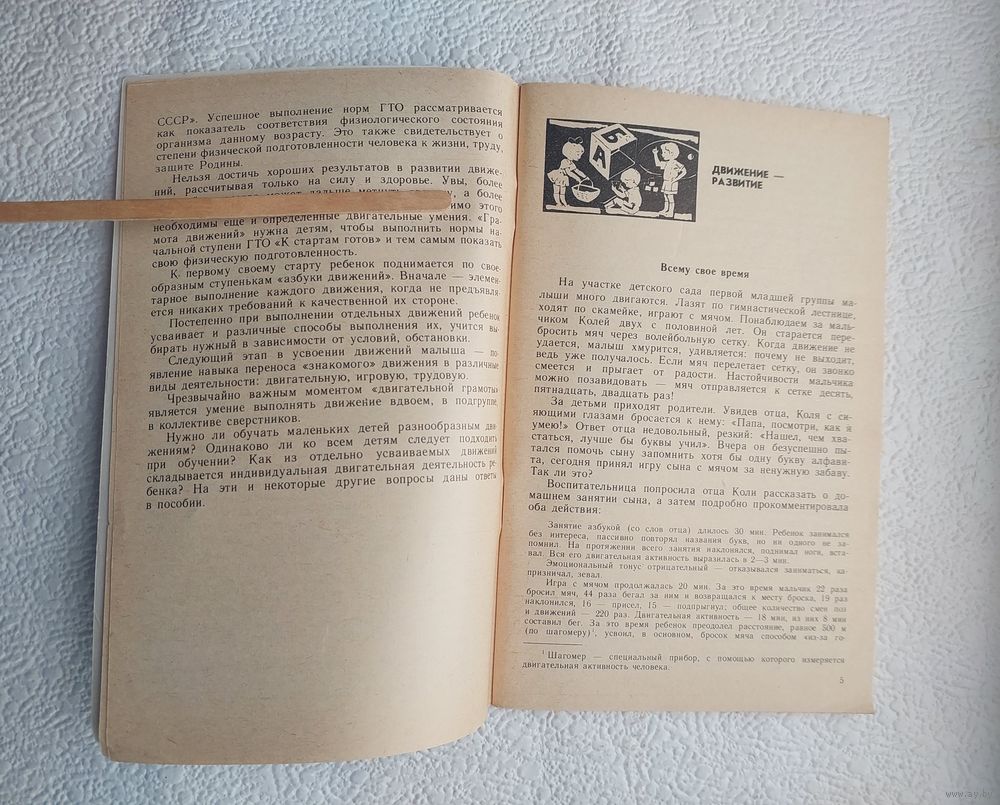 СССР». Успешное выполнение норм ГТО рассматривается
как показатель соответствия физиологического состояния
организма данному возрасту. Это также свидетельствует о
степени физической подготовленности человека к жизни, труду,
защите Родины.
Нельзя достичь хороших результатов в развитии движе-
ний, рассчитывая только на силу и здоровье. Увы, более
может дальше метнуть а более
имо этого
необходимы еще и определенные двигательные умения. «Гра-
мота движений» нужна детям, чтобы выполнить нормы на-
чальной ступени ГТО «К стартам готов» и тем самым показать
свою физическую подготовленность.
К первому своему старту ребенок поднимается по свое-
образным ступенькам «азбуки движений». Вначале — элемен-
тарное выполнение каждого движения, когда не предъявля-
ется никаких требований к качественной их стороне.
Постепенно при выполнении отдельных движений ребенок
усваивает и различные способы выполнения их, учится вы-
бирать нужный в зависимости от условий, обстановки.
Следующий этап в усвоении движений малыша — по-
явление навыка переноса «знакомого» движения в различные
виды деятельности: двигательную, игровую, трудовую.
Чрезвычайно важным моментом «двигательной грамоты»
является умение выполнять движение вдвоем, в подгруппе,
в коллективе сверстников.
Нужно ли обучать маленьких детей разнообразным дви-
жениям? Одинаково ли ко всем детям следует подходить
при обучении? Как из отдельно усваиваемых движений
складывается индивидуальная двигательная деятельность ре-
бенка? На эти и некоторые другие вопросы даны ответы
в пособии.
Б
А
ДВИЖЕНИЕ —
РАЗВИТИЕ
Всему свое время
На участке детского сада первой младшей группы ма-
лыши много двигаются. Лазят по гимнастической лестнице,
ходят по скамейке, играют с мячом. Понаблюдаем за маль-
чиком Колей двух с половиной лет. Он старается пере-
бросить мяч через волейбольную сетку. Когда движение не
удается, малыш хмурится, удивляется: почему не выходит,
ведь уже получалось. Если мяч перелетает сетку, он звонко
смеется и прыгает от радости. Настойчивости мальчика
можно позавидовать — мяч отправляется к сетке десять,
пятнадцать, двадцать раз!
За детьми приходят родители. Увидев отца, Коля с си-
яющими глазами бросается к нему: «Папа, посмотри, как я
умею!» Ответ отца недовольный, резкий: «Нашел, чем хва-
статься, лучше бы буквы учил». Вчера он безуспешно пы-
тался помочь сыну запомнить хотя бы одну букву алфави-
та, сегодня принял игру сына с мячом за ненужную забаву.
Так ли это?
Воспитательница попросила отца Коли рассказать о до-
машнем занятии сына, а затем подробно прокомментировала
оба действия:
Занятие азбукой (со слов отца) длилось 30 мин. Ребенок занимался
без интереса, пассивно повторял названия букв, но ни одного не за-
помнил. На протяжении всего занятия наклонялся, поднимал ноги, вста-
вал. Вся его двигательная активность выразилась в 2—3 мин.
Эмоциональный тонус отрицательный — отказывался заниматься, ка-
призничал, зевал.
Игра с мячом продолжалась 20 мин. За это время мальчик 22 раза
бросил мяч, 44 раза бегал за ним и возвращался к месту броска, 19 раз
наклонился, 16 — присел, 15 — подпрыгнул; общее количество смен поз
и движений — 220 раз. Двигательная активность — 18 мин, из них 8 мин
составил бег. За это время ребенок преодолел расстояние, равное 500 м
(по шагомеру)¹, усвоил, в основном, бросок мяча способом «из-за го-
¹ Шагомер — специальный прибор, с помощью которого измеряется
двигательная активность человека.
5
www.ay.by